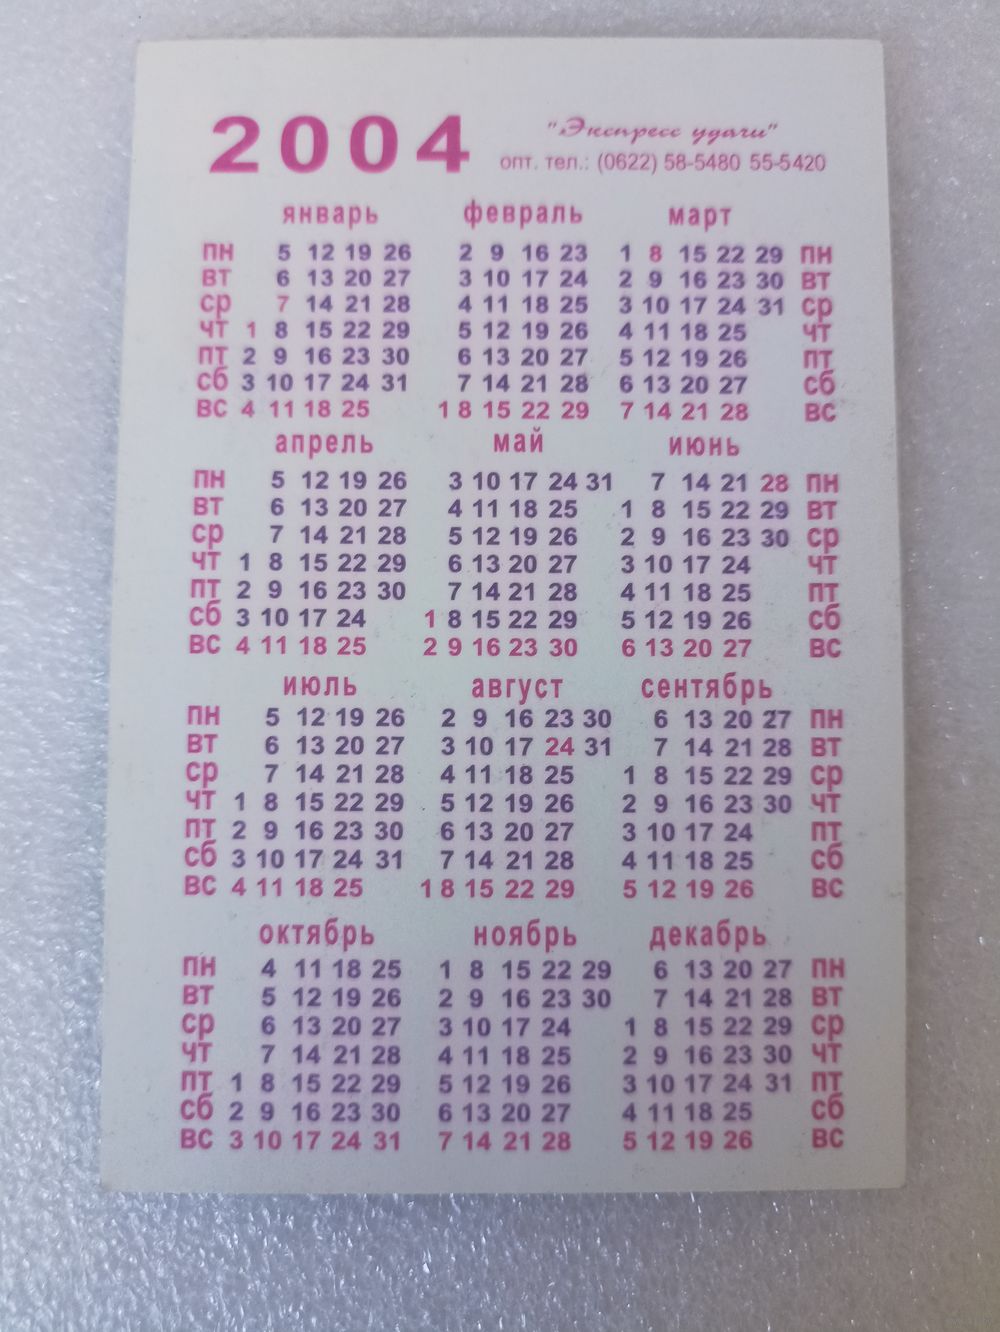 2004 "Экспресс удачи"
опт. тел.: (0622) 58-5480 55-5420
январь февраль март
ПН 5 12 19 26 2 9 16 23 1 8 15 22 29 ПН
ВТ 6 13 20 27 3 10 17 24 2 9 16 23 30 ВТ
СР 7 14 21 28 4 11 18 25 3 10 17 24 31 СР
ЧТ 1 8 15 22 29 5 12 19 26 4 11 18 25 ЧТ
ПТ 2 9 16 23 30 6 13 20 27 5 12 19 26 ПТ
СБ 3 10 17 24 31 7 14 21 28 6 13 20 27 СБ
ВС 4 11 18 25 1 8 15 22 29 7 14 21 28 ВС
апрель май июнь
ПН 5 12 19 26 3 10 17 24 31 7 14 21 28 ПН
ВТ 6 13 20 27 4 11 18 25 1 8 15 22 29 ВТ
СР 7 14 21 28 5 12 19 26 2 9 16 23 30 СР
ЧТ 1 8 15 22 29 6 13 20 27 3 10 17 24 ЧТ
ПТ 2 9 16 23 30 7 14 21 28 4 11 18 25 ПТ
СБ 3 10 17 24 1 8 15 22 29 5 12 19 26 СБ
ВС 4 11 18 25 2 9 16 23 30 6 13 20 27 ВС
июль август сентябрь
ПН 5 12 19 26 2 9 16 23 30 6 13 20 27 ПН
ВТ 6 13 20 27 3 10 17 24 31 7 14 21 28 ВТ
СР 7 14 21 28 4 11 18 25 1 8 15 22 29 СР
ЧТ 1 8 15 22 29 5 12 19 26 2 9 16 23 30 ЧТ
ПТ 2 9 16 23 30 6 13 20 27 3 10 17 24 ПТ
СБ 3 10 17 24 31 7 14 21 28 4 11 18 25 СБ
ВС 4 11 18 25 1 8 15 22 29 5 12 19 26 ВС
октябрь ноябрь декабрь
ПН 4 11 18 25 1 8 15 22 29 6 13 20 27 ПН
ВТ 5 12 19 26 2 9 16 23 30 7 14 21 28 ВТ
СР 6 13 20 27 3 10 17 24 1 8 15 22 29 СР
ЧТ 7 14 21 28 4 11 18 25 2 9 16 23 30 ЧТ
ПТ 1 8 15 22 29 5 12 19 26 3 10 17 24 31 ПТ
СБ 2 9 16 23 30 6 13 20 27 4 11 18 25 СБ
ВС 3 10 17 24 31 7 14 21 28 5 12 19 26 ВС